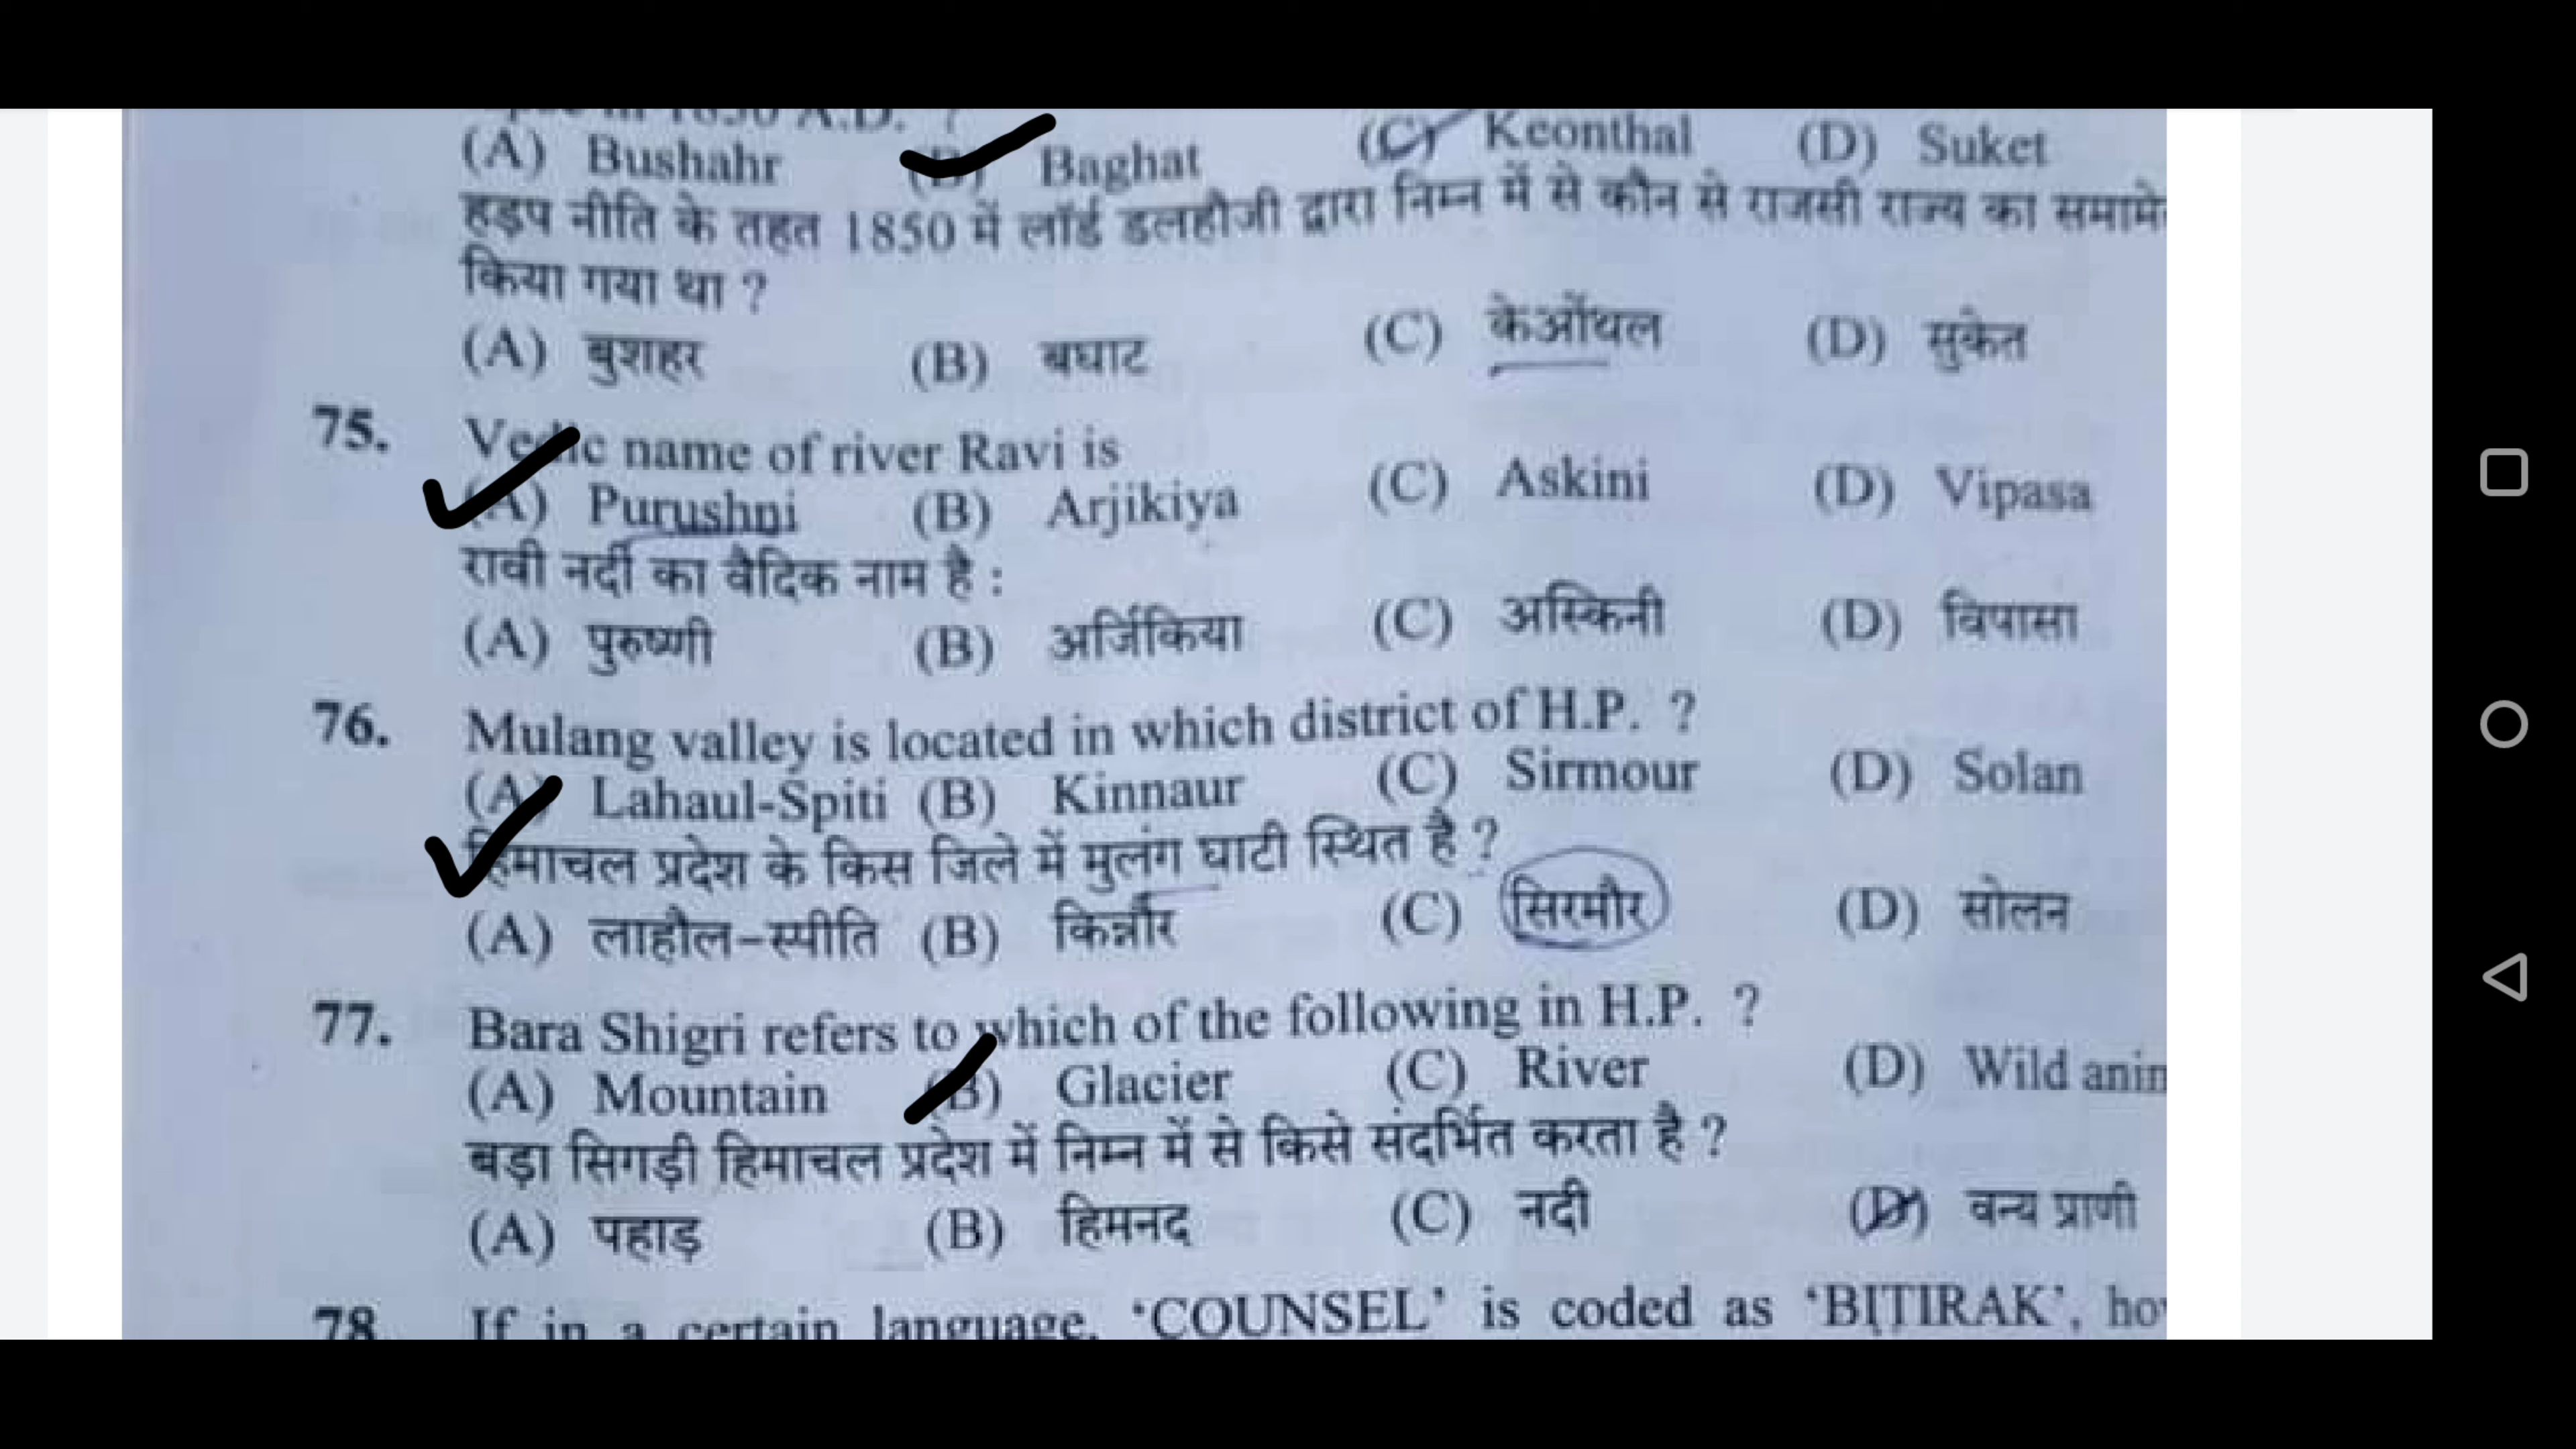 in 1850 A.D. ?
(A) Bushahr (B) Baghat (C) Keonthal (D) Suket
हड़प नीति के तहत 1850 में लॉर्ड डलहौजी द्वारा निम्न में से कौन से राजसी राज्य का
किया गया था ?
(A) बुशहर (B) बघाट (C) केओंथल (D) सुकेत
75. Vedic name of river Ravi is
(A) Purushni (B) Arjikiya (C) Askini (D) Vipasa
रावी नदी का वैदिक नाम है :
(A) पुरुष्णी (B) अर्जिकिया (C) अस्किनी (D) विपासा
76. Mulang valley is located in which district of H.P. ?
(A) Lahaul-Spiti (B) Kinnaur (C) Sirmour (D) Solan
हिमाचल प्रदेश के किस जिले में मुलंग घाटी स्थित है ?
(A) लाहौल-स्पीति (B) किन्नौर (C) सिरमौर (D) सोलन
77. Bara Shigri refers to which of the following in H.P. ?
(A) Mountain (B) Glacier (C) River (D) Wild
बड़ा सिगड़ी हिमाचल प्रदेश में निम्न में से किसे संदर्भित करता है ?
(A) पहाड़ (B) हिमनद (C) नदी (D) वन्य प्राणी
78 If in a certain language, ‘COUNSEL’ is coded as ‘BITIRAK’,